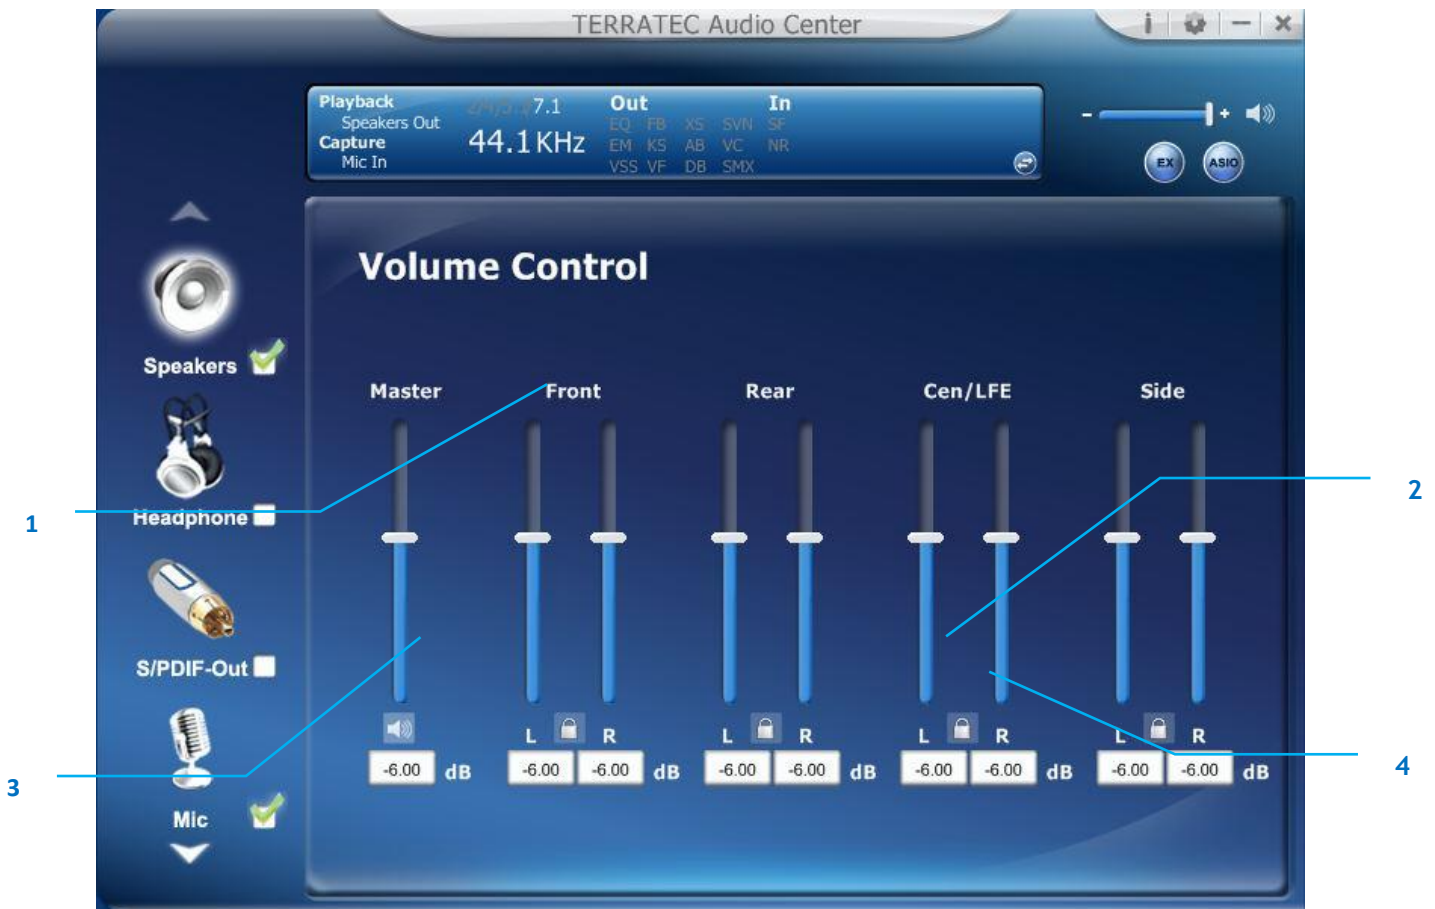 TERRATEC Audio Center
Playback
Speakers Out
Capture
Mic In
7.1
44.1 KHz
Out In
EQ FB XS SVN SF
EM KS AB VC NR
VSS VF DB SMX
- +
EX ASIO
Volume Control
Speakers
Headphone
S/PDIF-Out
Mic
Master Front Rear Cen/LFE Side
L R L R L R L R
-6.00 dB -6.00 -6.00 dB -6.00 -6.00 dB -6.00 -6.00 dB -6.00 -6.00 dB
1
2
3
4